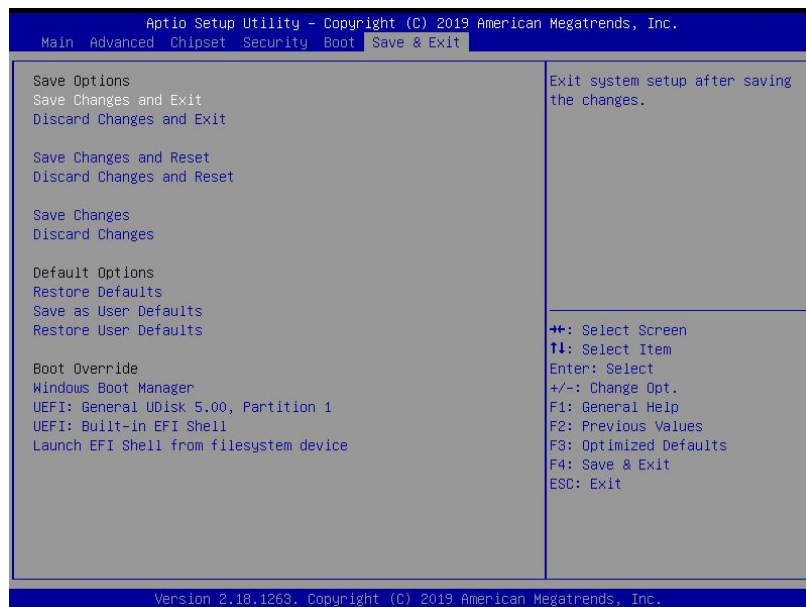 Aptio Setup Utility – Copyright (C) 2019 American Megatrends, Inc.
Main Advanced Chipset Security Boot Save & Exit
Save Options
Save Changes and Exit
Discard Changes and Exit
Save Changes and Reset
Discard Changes and Reset
Save Changes
Discard Changes
Default Options
Restore Defaults
Save as User Defaults
Restore User Defaults
Boot Override
Windows Boot Manager
UEFI: General UDisk 5.00, Partition 1
UEFI: Built-in EFI Shell
Launch EFI Shell from filesystem device
Exit system setup after saving
the changes.
→←: Select Screen
↑↓: Select Item
Enter: Select
+/-: Change Opt.
F1: General Help
F2: Previous Values
F3: Optimized Defaults
F4: Save & Exit
ESC: Exit
Version 2.18.1263. Copyright (C) 2019 American Megatrends, Inc.